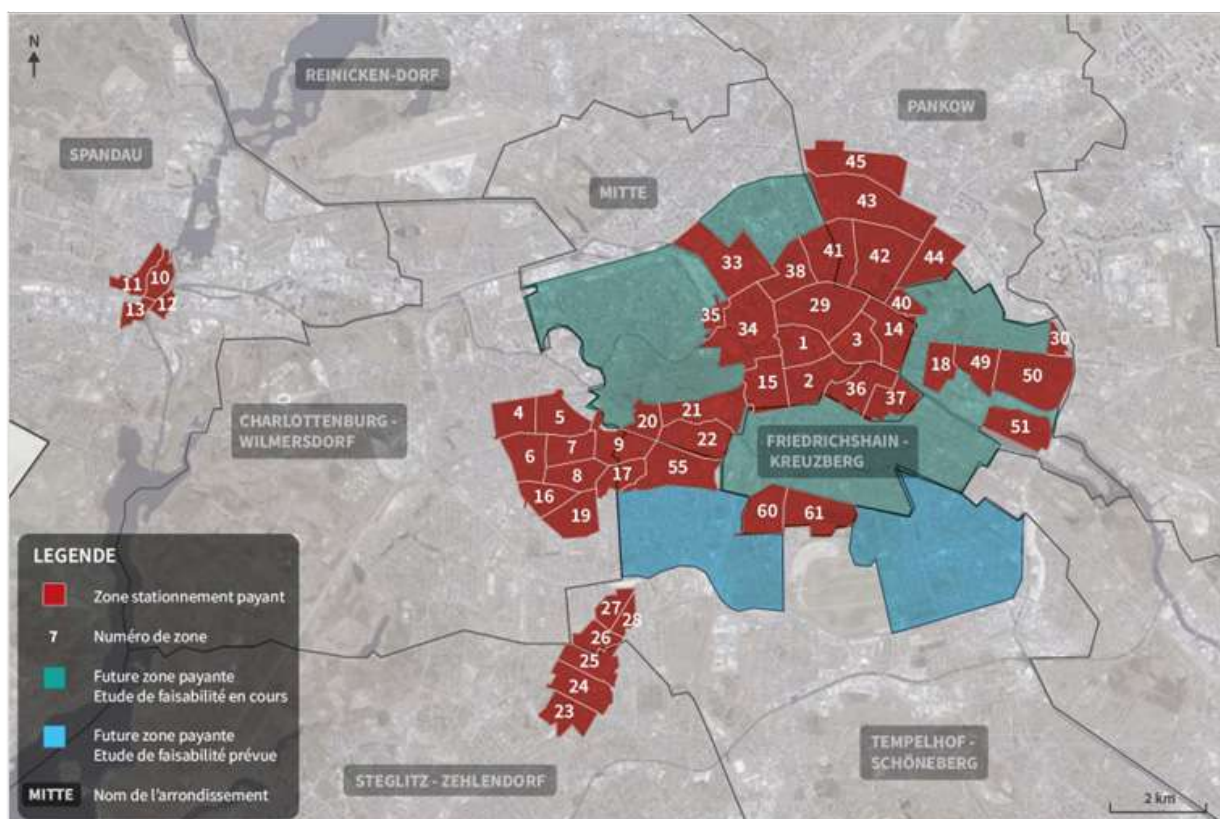 N
REINICKEN-DORF
PANKOW
SPANDAU
MITTE
45
43
41
42
44
33
38
11
10
13
12
35
34
29
40
1
3
14
30
18
49
50
15
2
36
37
51
4
5
20
21
CHARLOTTENBURG -
WILMERSDORF
FRIEDRICHSHAIN -
KREUZBERG
6
7
9
22
8
17
55
16
19
60
61
27
28
26
25
24
23
LEGENDE
Zone stationnement payant
7 Numéro de zone
Future zone payante
Etude de faisabilité en cours
Future zone payante
Etude de faisabilité prévue
MITTE Nom de l'arrondissement
STEGLITZ - ZEHLENDORF
TEMPELHOF -
SCHÖNEBERG
2 km